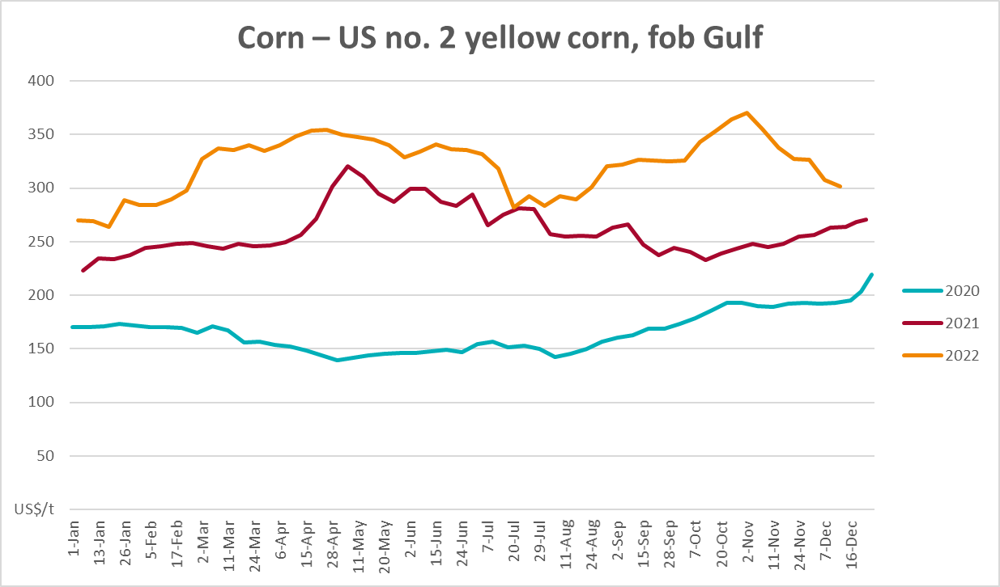 Corn – US no. 2 yellow corn, fob Gulf
400
350
300
250
200
150
100
50
US$/t
2020
2021
2022
1-Jan
13-Jan
26-Jan
5-Feb
17-Feb
2-Mar
11-Mar
24-Mar
6-Apr
15-Apr
28-Apr
11-May
20-May
2-Jun
15-Jun
24-Jun
7-Jul
20-Jul
29-Jul
11-Aug
24-Aug
2-Sep
15-Sep
28-Sep
7-Oct
20-Oct
2-Nov
11-Nov
24-Nov
7-Dec
16-Dec